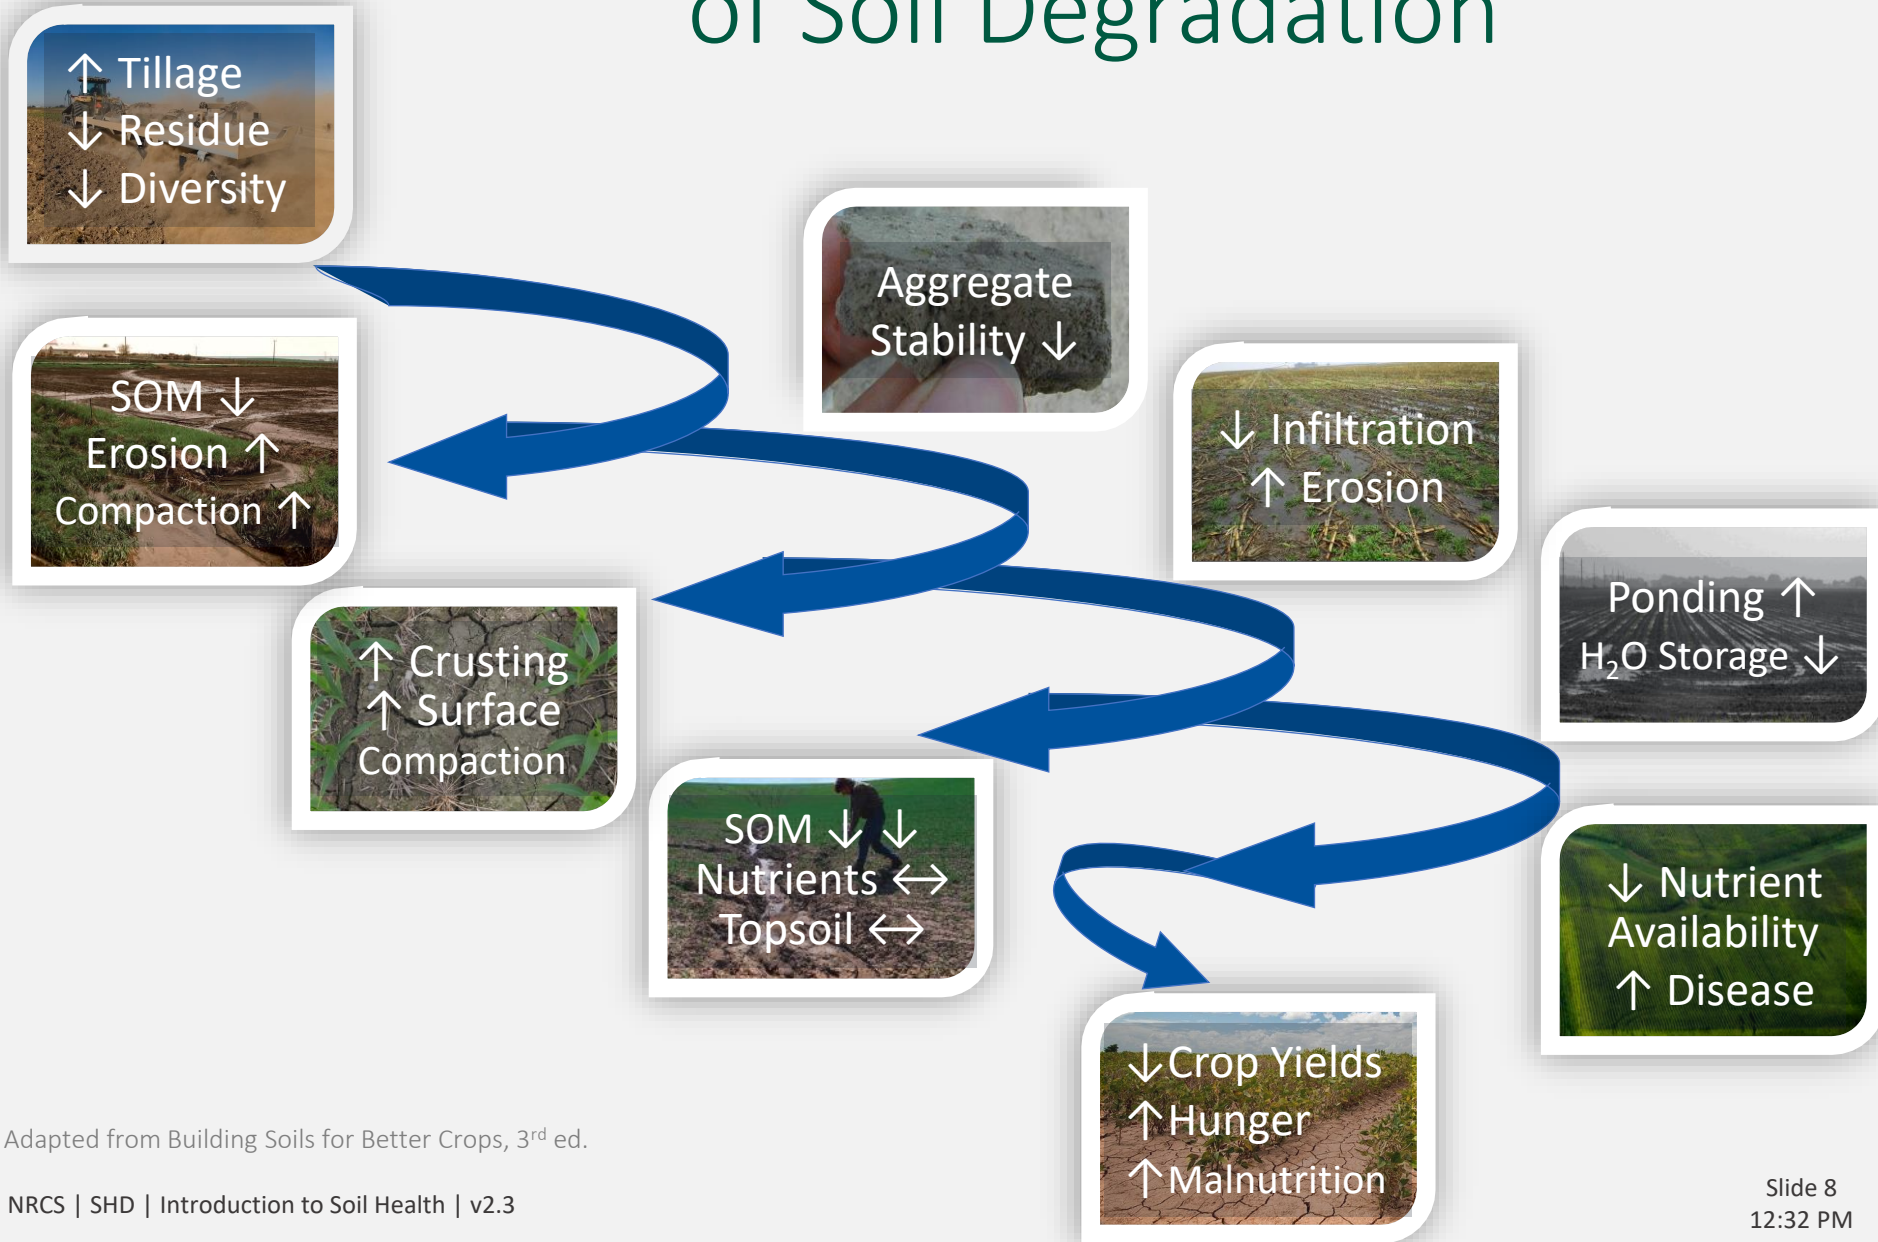 of Soil Degradation
↑ Tillage
↓ Residue
↓ Diversity
SOM ↓
Erosion ↑
Compaction ↑
Aggregate
Stability ↓
↑ Crusting
↑ Surface
Compaction
↓ Infiltration
↑ Erosion
SOM ↓ ↓
Nutrients ↔
Topsoil ↔
Ponding ↑
H₂O Storage ↓
↓ Nutrient
Availability
↑ Disease
↓Crop Yields
↑Hunger
↑Malnutrition
Adapted from Building Soils for Better Crops, 3rd ed.
NRCS | SHD | Introduction to Soil Health | v2.3
Slide 8
12:32 PM